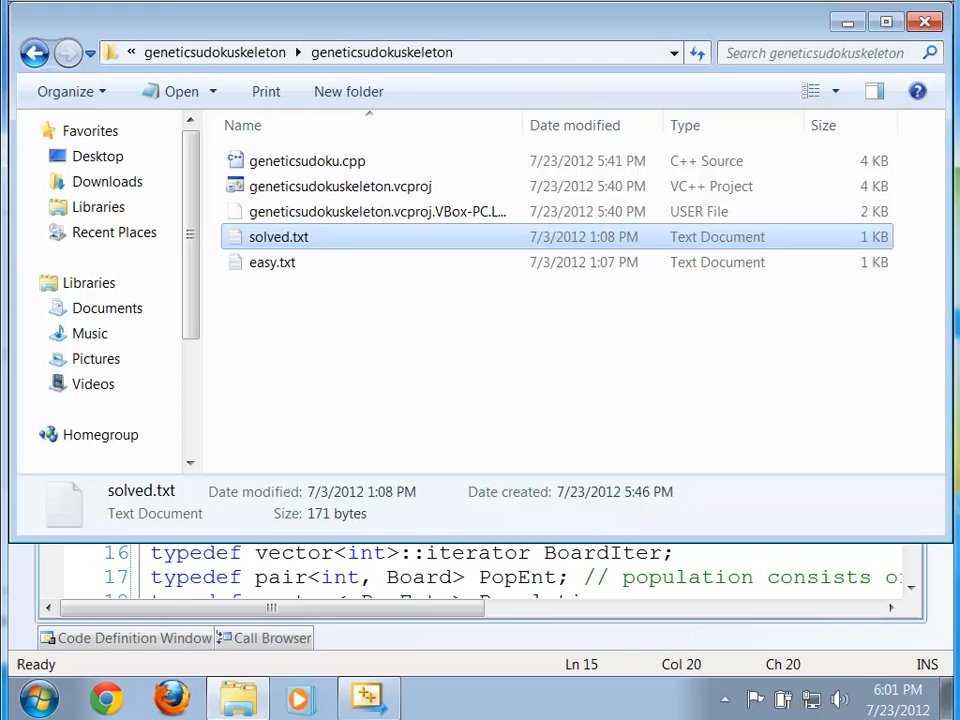 « geneticsudokuskeleton geneticsudokuskeleton Search geneticsudokuskeleton
Organize Open Print New folder
Name Date modified Type Size
Favorites
Desktop
Downloads
Libraries
Recent Places
Libraries
Documents
Music
Pictures
Videos
Homegroup
geneticsudoku.cpp 7/23/2012 5:41 PM C++ Source 4 KB
geneticsudokuskeleton.vcproj 7/23/2012 5:40 PM VC++ Project 6 KB
geneticsudokuskeleton.vcproj.VBox-PC.L... 7/23/2012 5:40 PM USER File 2 KB
solved.txt 7/3/2012 1:08 PM Text Document 1 KB
easy.txt 7/3/2012 1:07 PM Text Document 1 KB
solved.txt Date modified: 7/3/2012 1:08 PM Date created: 7/23/2012 5:46 PM
Text Document Size: 171 bytes
16 typedef vector<int>::iterator BoardIter;
17 typedef pair<int, Board> PopEnt; // population consists
Code Definition Window Call Browser
Ready Ln 15 Col 20 Ch 20 INS
6:01 PM
7/23/2012